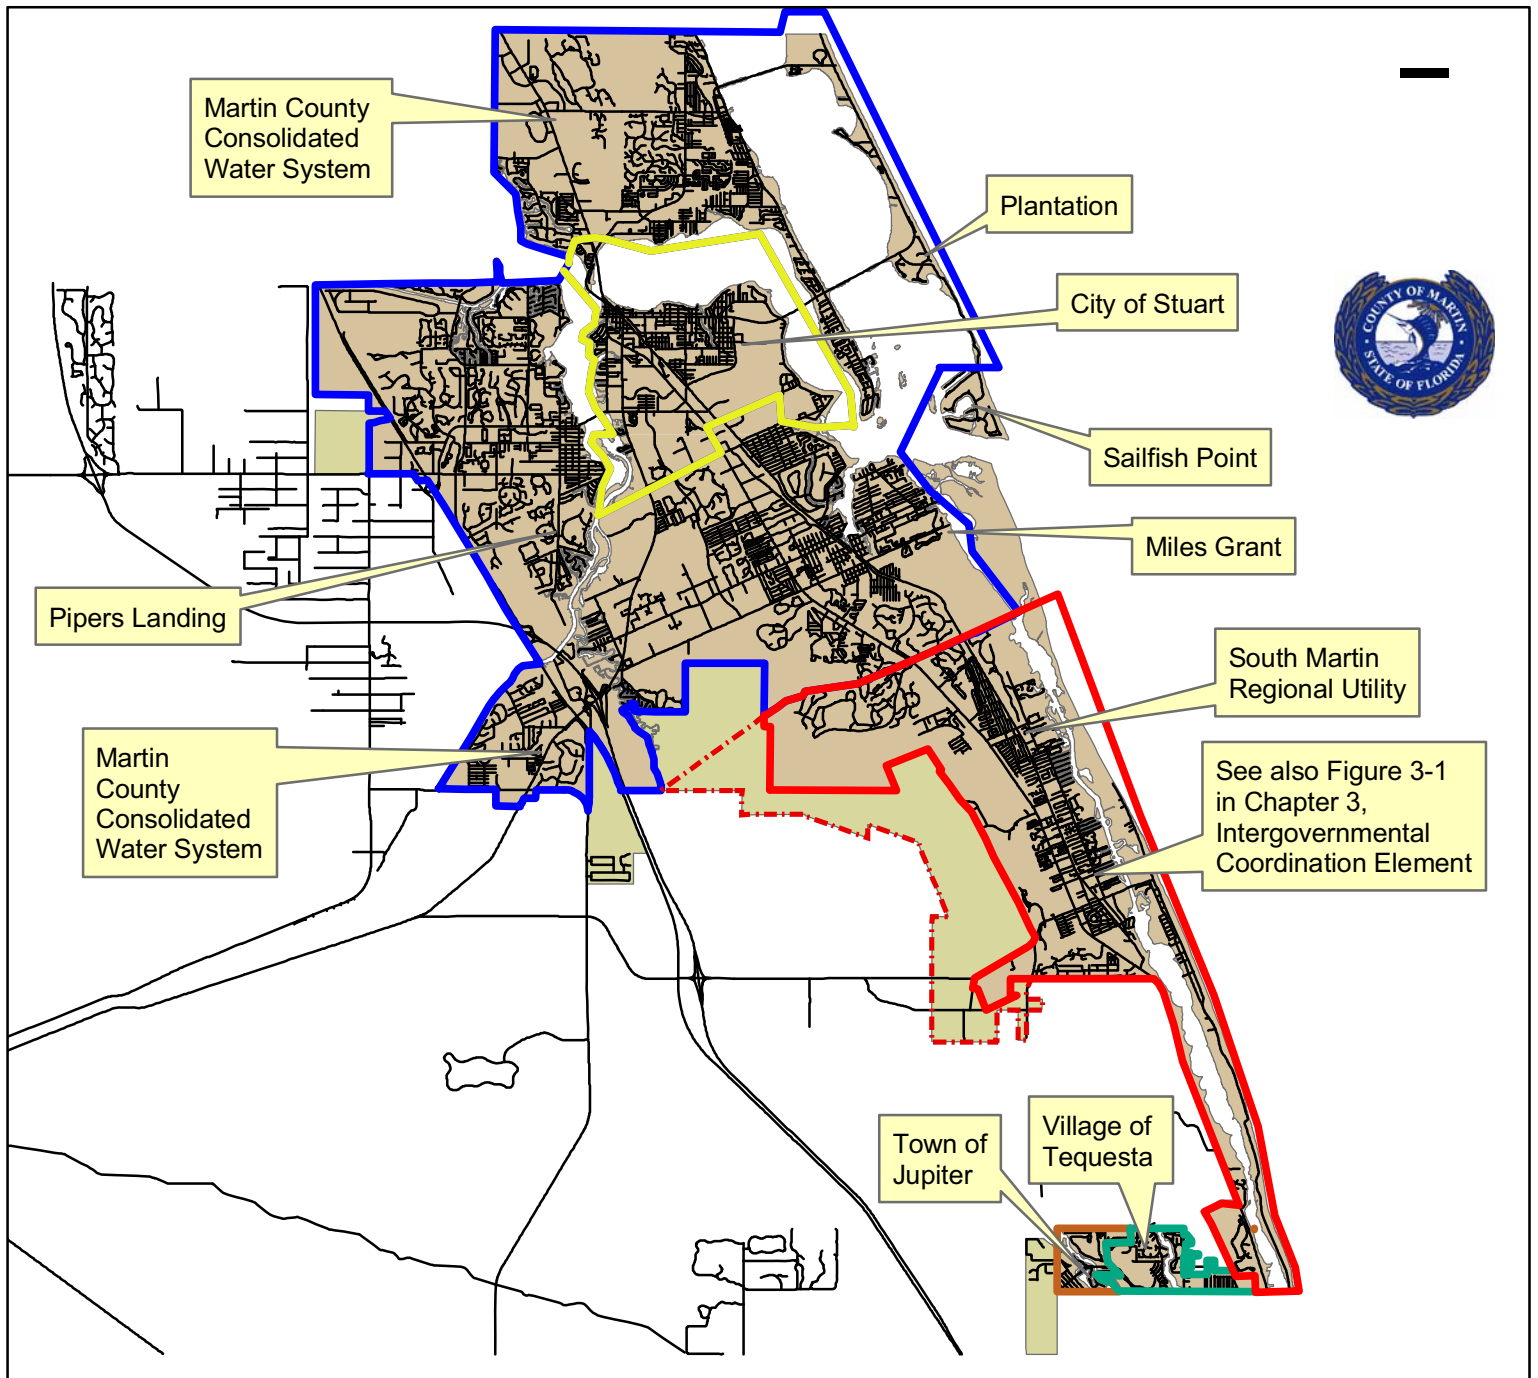 Martin County
Consolidated
Water System
Plantation
City of Stuart
COUNTY OF MARTIN
STATE OF FLORIDA
Sailfish Point
Miles Grant
Pipers Landing
South Martin
Regional Utility
Martin
County
Consolidated
Water System
See also Figure 3-1
in Chapter 3,
Intergovernmental
Coordination Element
Town of
Jupiter
Village of
Tequesta